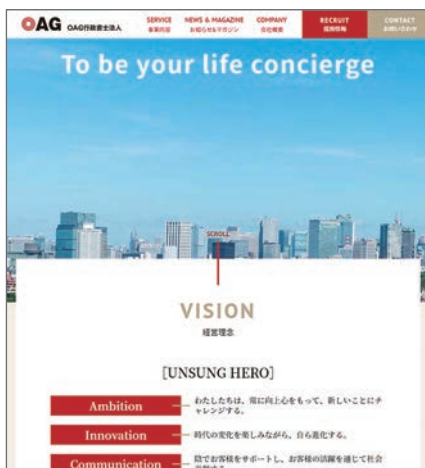 OAG OAG行政書士法人
SERVICE
事業内容
NEWS & MAGAZINE
お知らせ&マガジン
COMPANY
会社概要
RECRUIT
採用情報
CONTACT
お問い合わせ
To be your life concierge
SCROLL
VISION
経営理念
[UNSUNG HERO]
Ambition
わたしたちは、常に向上心をもって、新しいことにチ
ャレンジする。
Innovation
時代の変化を楽しみながら、自ら進化する。
Communication
陰でお客様をサポートし、お客様の活躍を通じて社会